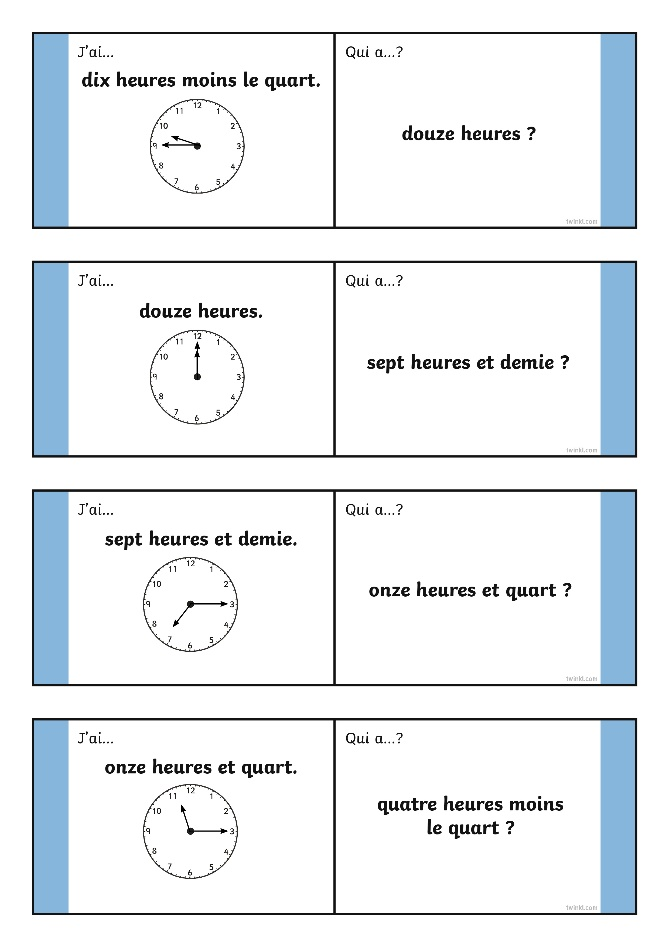 J'ai...
dix heures moins le quart.
12
11
1
10
2
9
3
8
4
7
5
6
Qui a...?
douze heures ?
twinkl.com
J'ai...
douze heures.
12
11
1
10
2
9
3
8
4
7
5
6
Qui a...?
sept heures et demie ?
twinkl.com
J'ai...
sept heures et demie.
12
11
1
10
2
9
3
8
4
7
5
6
Qui a...?
onze heures et quart ?
twinkl.com
J'ai...
onze heures et quart.
12
11
1
10
2
9
3
8
4
7
5
6
Qui a...?
quatre heures moins
le quart ?
twinkl.com